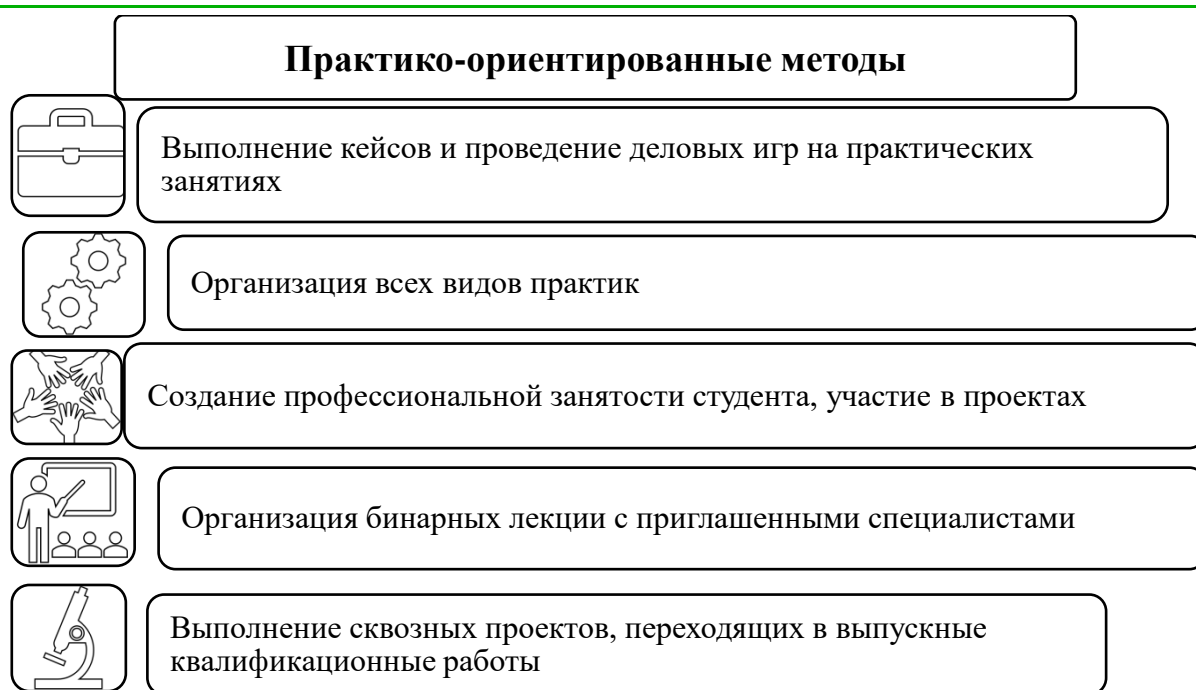 Практико-ориентированные методы
Выполнение кейсов и проведение деловых игр на практических
занятиях
Организация всех видов практик
Создание профессиональной занятости студента, участие в проектах
Организация бинарных лекции с приглашенными специалистами
Выполнение сквозных проектов, переходящих в выпускные
квалификационные работы